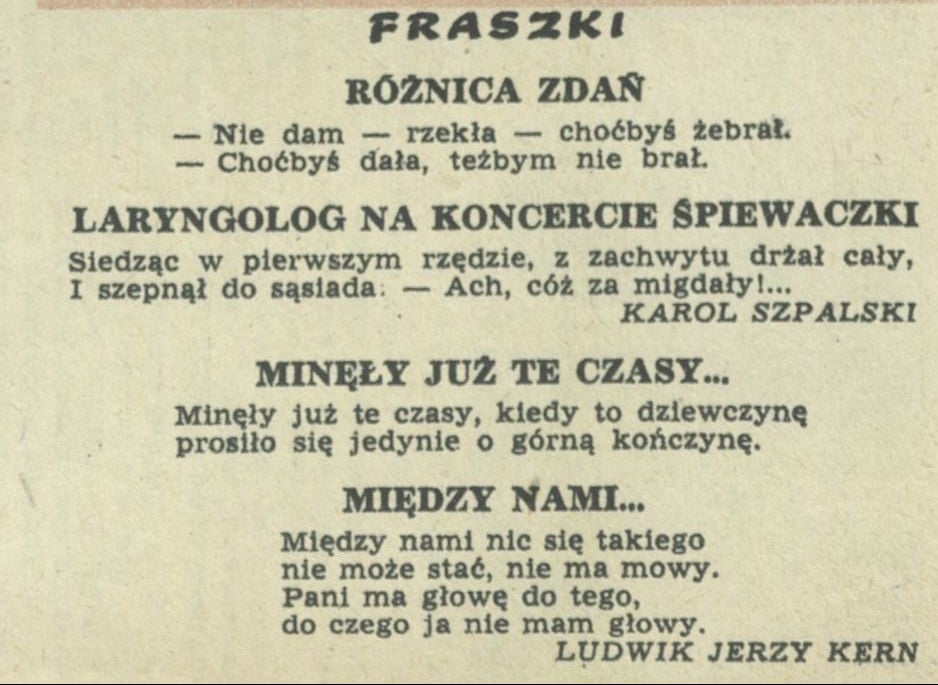 FRASZKI
RÓŻNICA ZDAŃ
— Nie dam — rzekła — choćbyś żebrał.
— Choćbyś dała, teżbym nie brał.
LARYNGOLOG NA KONCERCIE ŚPIEWACZKI
Siedząc w pierwszym rzędzie, z zachwytu drżał cały,
I szepnął do sąsiada: — Ach, cóż za migdały!...
KAROL SZPALSKI
MINĘŁY JUŻ TE CZASY...
Minęły już te czasy, kiedy to dziewczynę
prosiło się jedynie o górną kończynę.
MIĘDZY NAMI...
Między nami nic się takiego
nie może stać, nie ma mowy.
Pani ma głowę do tego,
do czego ja nie mam głowy.
LUDWIK JERZY KERN